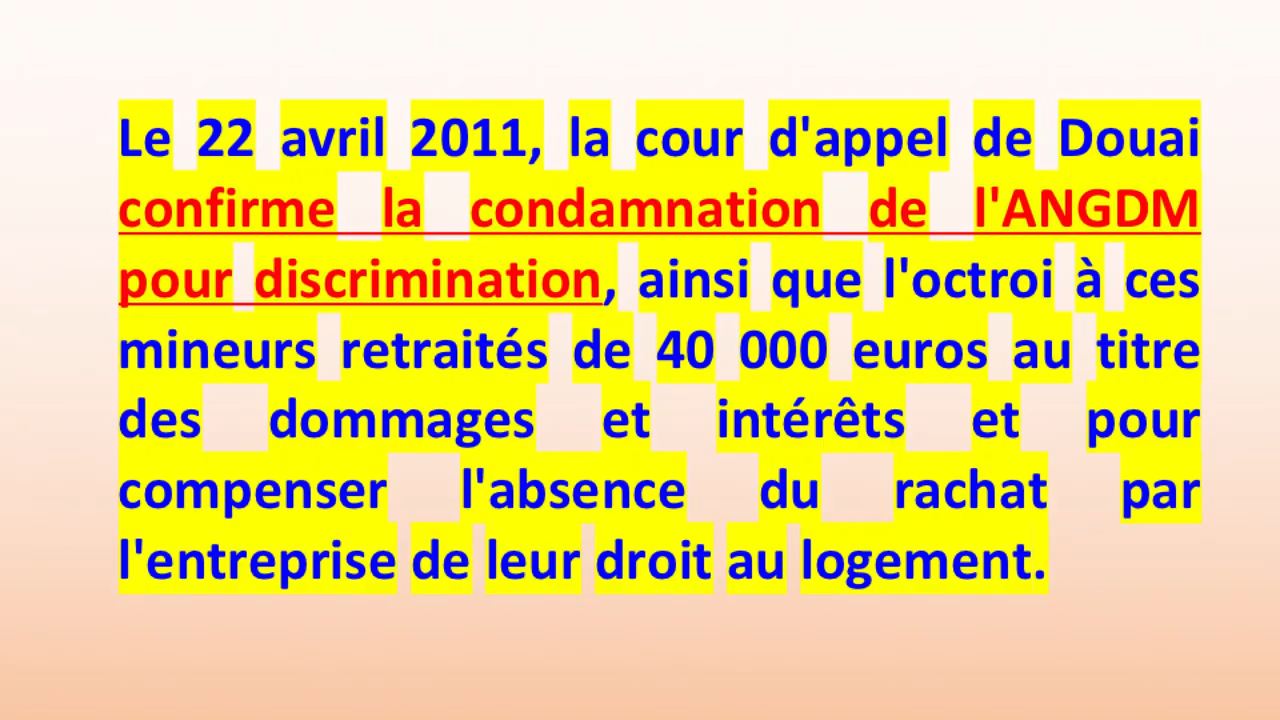 Le 22 avril 2011, la cour d'appel de Douai
confirme la condamnation de l'ANGDM
pour discrimination, ainsi que l'octroi à ces
mineurs retraités de 40 000 euros au titre
des dommages et intérêts et pour
compenser l'absence du rachat par
l'entreprise de leur droit au logement.